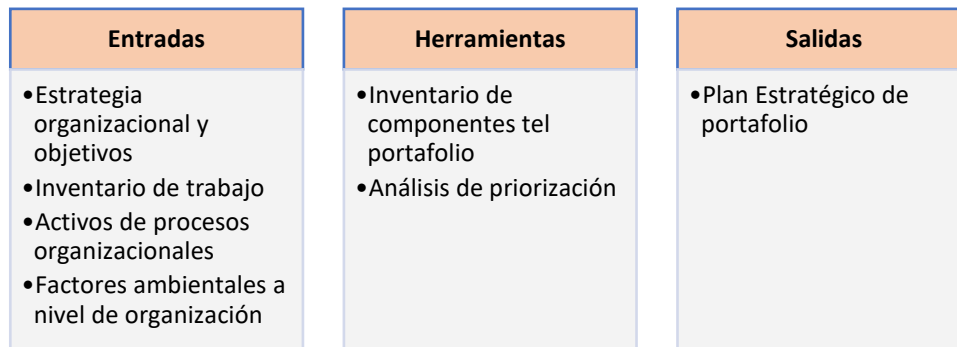 Entradas
•Estrategia
organizacional y
objetivos
•Inventario de trabajo
•Activos de procesos
organizacionales
•Factores ambientales a
nivel de organización
Herramientas
•Inventario de
componentes tel
portafolio
•Análisis de priorización
Salidas
•Plan Estratégico de
portafolio